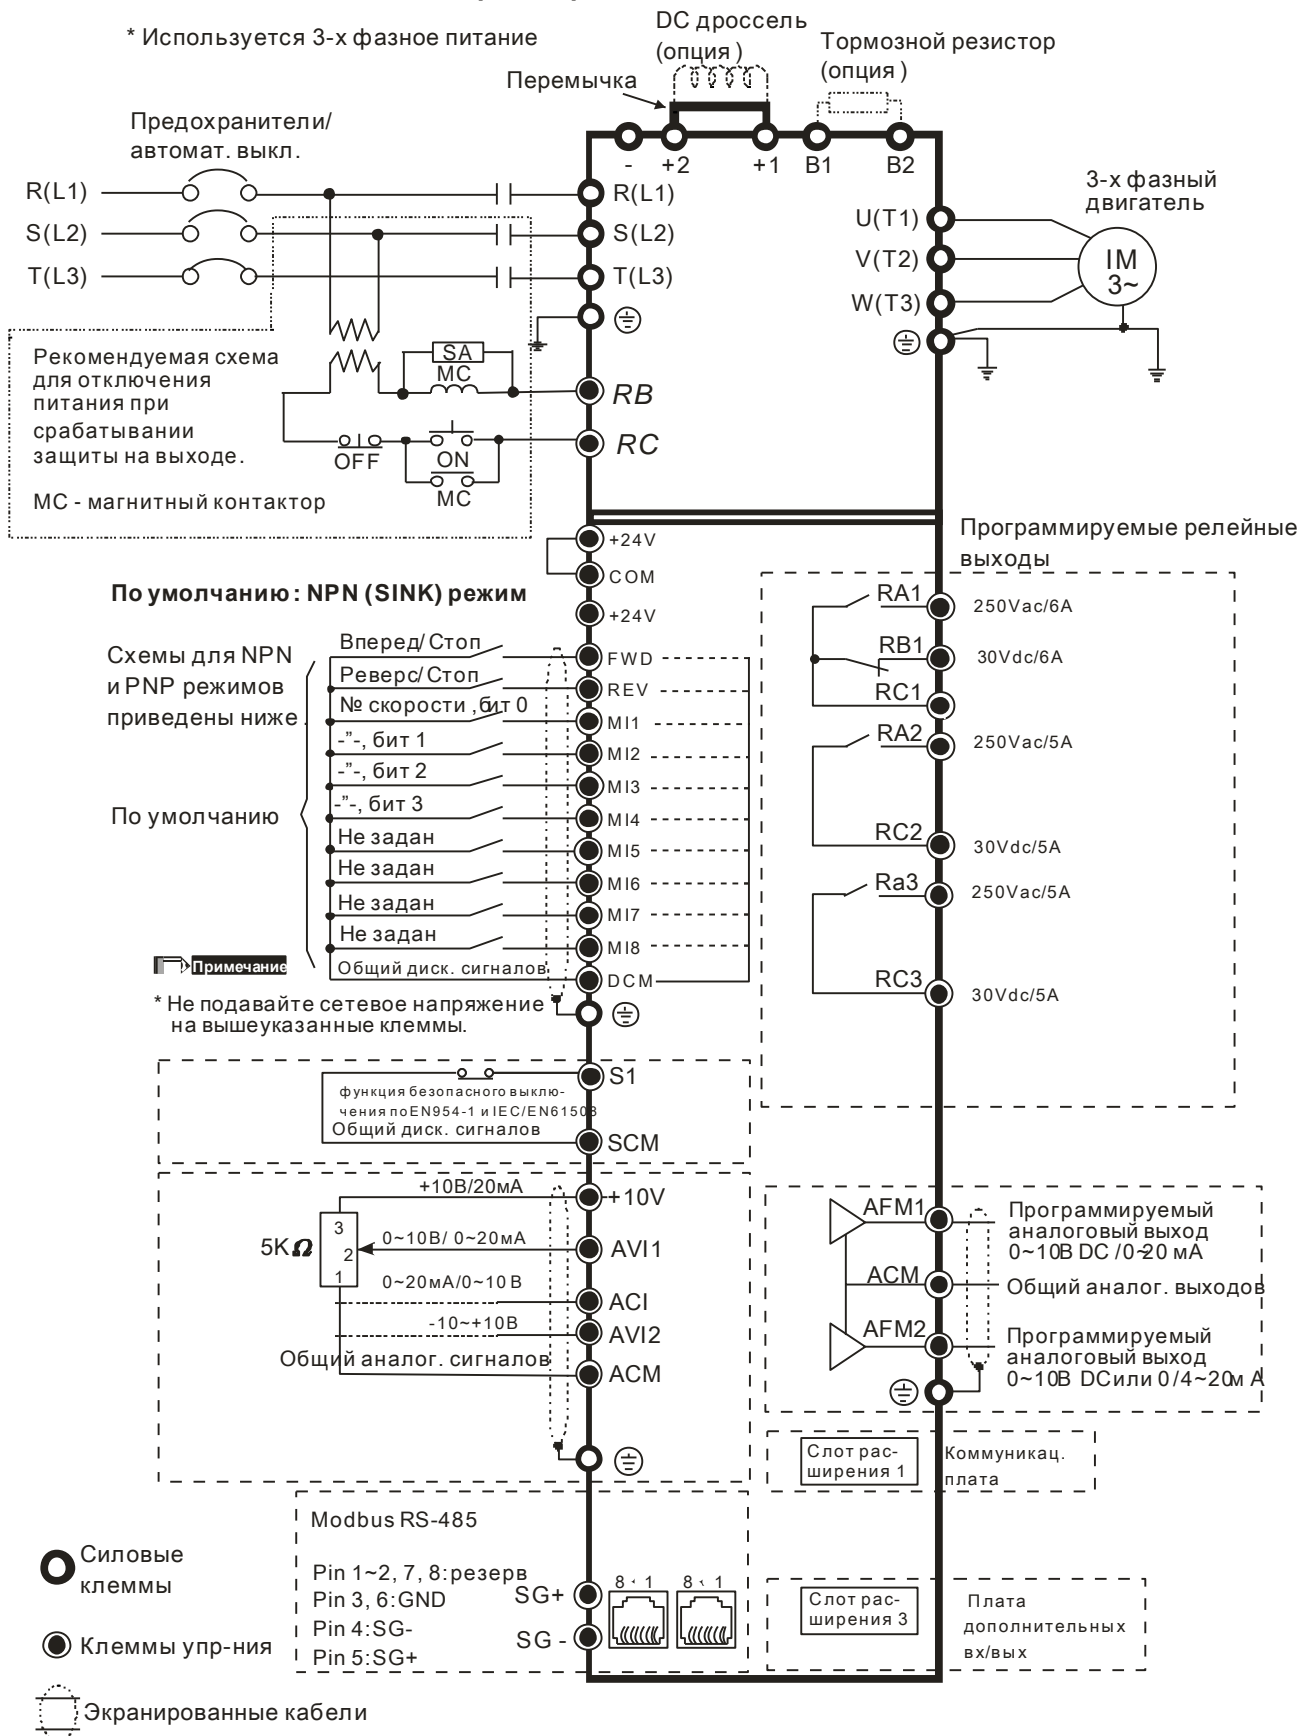 * Используется 3-х фазное питание
DC дроссель
(опция )
Тормозной резистор
(опция )
Перемычка
Предохранители/
автомат. выкл.
- +2 +1 B1 B2
R(L1)
R(L1)
S(L2)
S(L2)
T(L3)
T(L3)
U(T1)
V(T2)
W(T3)
3-х фазный
двигатель
IM
3~
Рекомендуемая схема
для отключения
питания при
срабатывании
защиты на выходе.
МС - магнитный контактор
SA
MC
RB
RC
OFF
ON
MC
+24V
COM
+24V
По умолчанию: NPN (SINK) режим
Схемы для NPN
и PNP режимов
приведены ниже .
По умолчанию
Вперед/Стоп
FWD
Реверс/Стоп
REV
№ скорости , бит 0
MI1
-”-, бит 1
MI2
-”-, бит 2
MI3
-”-, бит 3
MI4
Не задан
MI5
Не задан
MI6
Не задан
MI7
Не задан
MI8
Общий диск. сигналов
DCM
Примечание
* Не подавайте сетевое напряжение
на вышеуказанные клеммы.
Программируемые релейные
выходы
RA1
250Vac/6A
RB1
30Vdc/6A
RC1
RA2
250Vac/5A
RC2
30Vdc/5A
Ra3
250Vac/5A
RC3
30Vdc/5A
S1
функция безопасного выклю-
чения по EN954-1 и IEC/EN61508
Общий диск. сигналов
SCM
+10В/20мА
+10V
5KΩ
3
2
1
0~10В/ 0~20мА
AVI1
0~20мА/0~10 В
ACI
-10~+10В
AVI2
Общий аналог. сигналов
ACM
AFM1
Программируемый
аналоговый выход
0~10В DC /0~20 мА
ACM
Общий аналог. выходов
AFM2
Программируемый
аналоговый выход
0~10В DC или 0/4~20м А
Слот рас-
ширения 1
Коммуникац.
плата
Modbus RS-485
Pin 1~2, 7, 8:резерв
Pin 3, 6:GND
Pin 4:SG-
Pin 5:SG+
SG+
SG -
8 1
8 1
Слот рас-
ширения 3
Плата
дополнительных
вх/вых
Силовые
клеммы
Клеммы упр-ния
Экранированные кабели